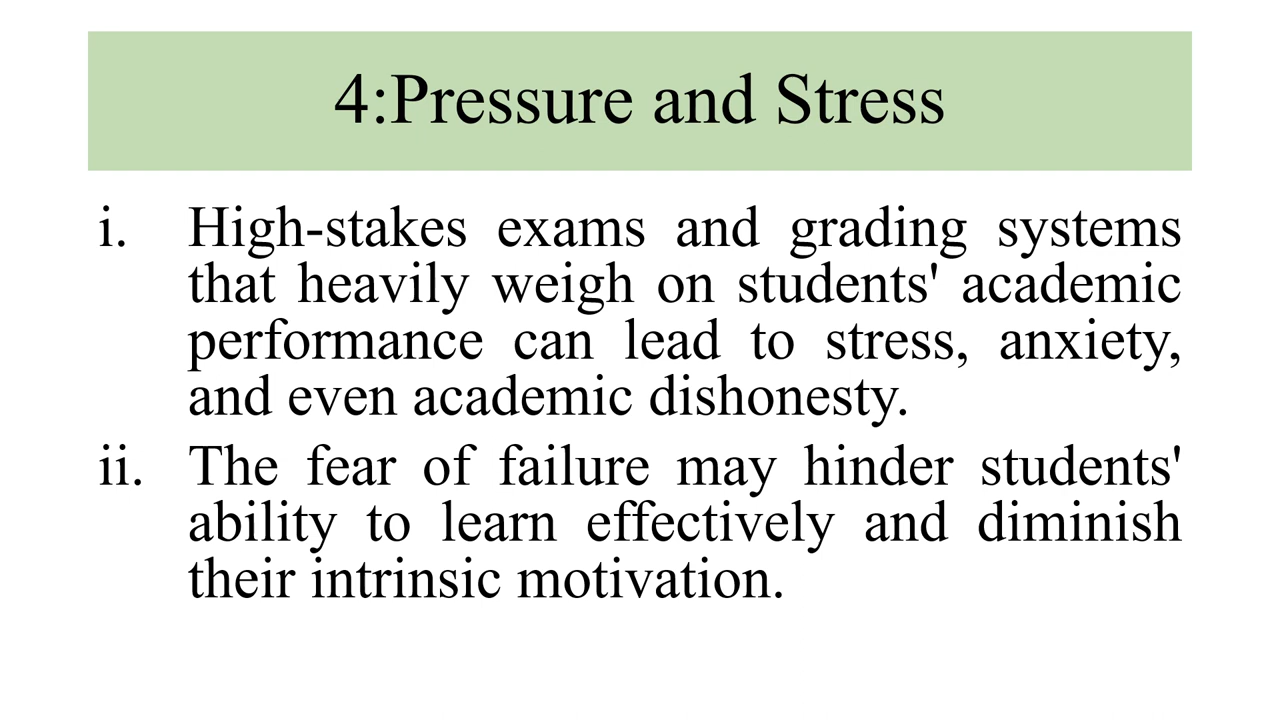 4:Pressure and Stress
i. High-stakes exams and grading systems
that heavily weigh on students' academic
performance can lead to stress, anxiety,
and even academic dishonesty.
ii. The fear of failure may hinder students'
ability to learn effectively and diminish
their intrinsic motivation.